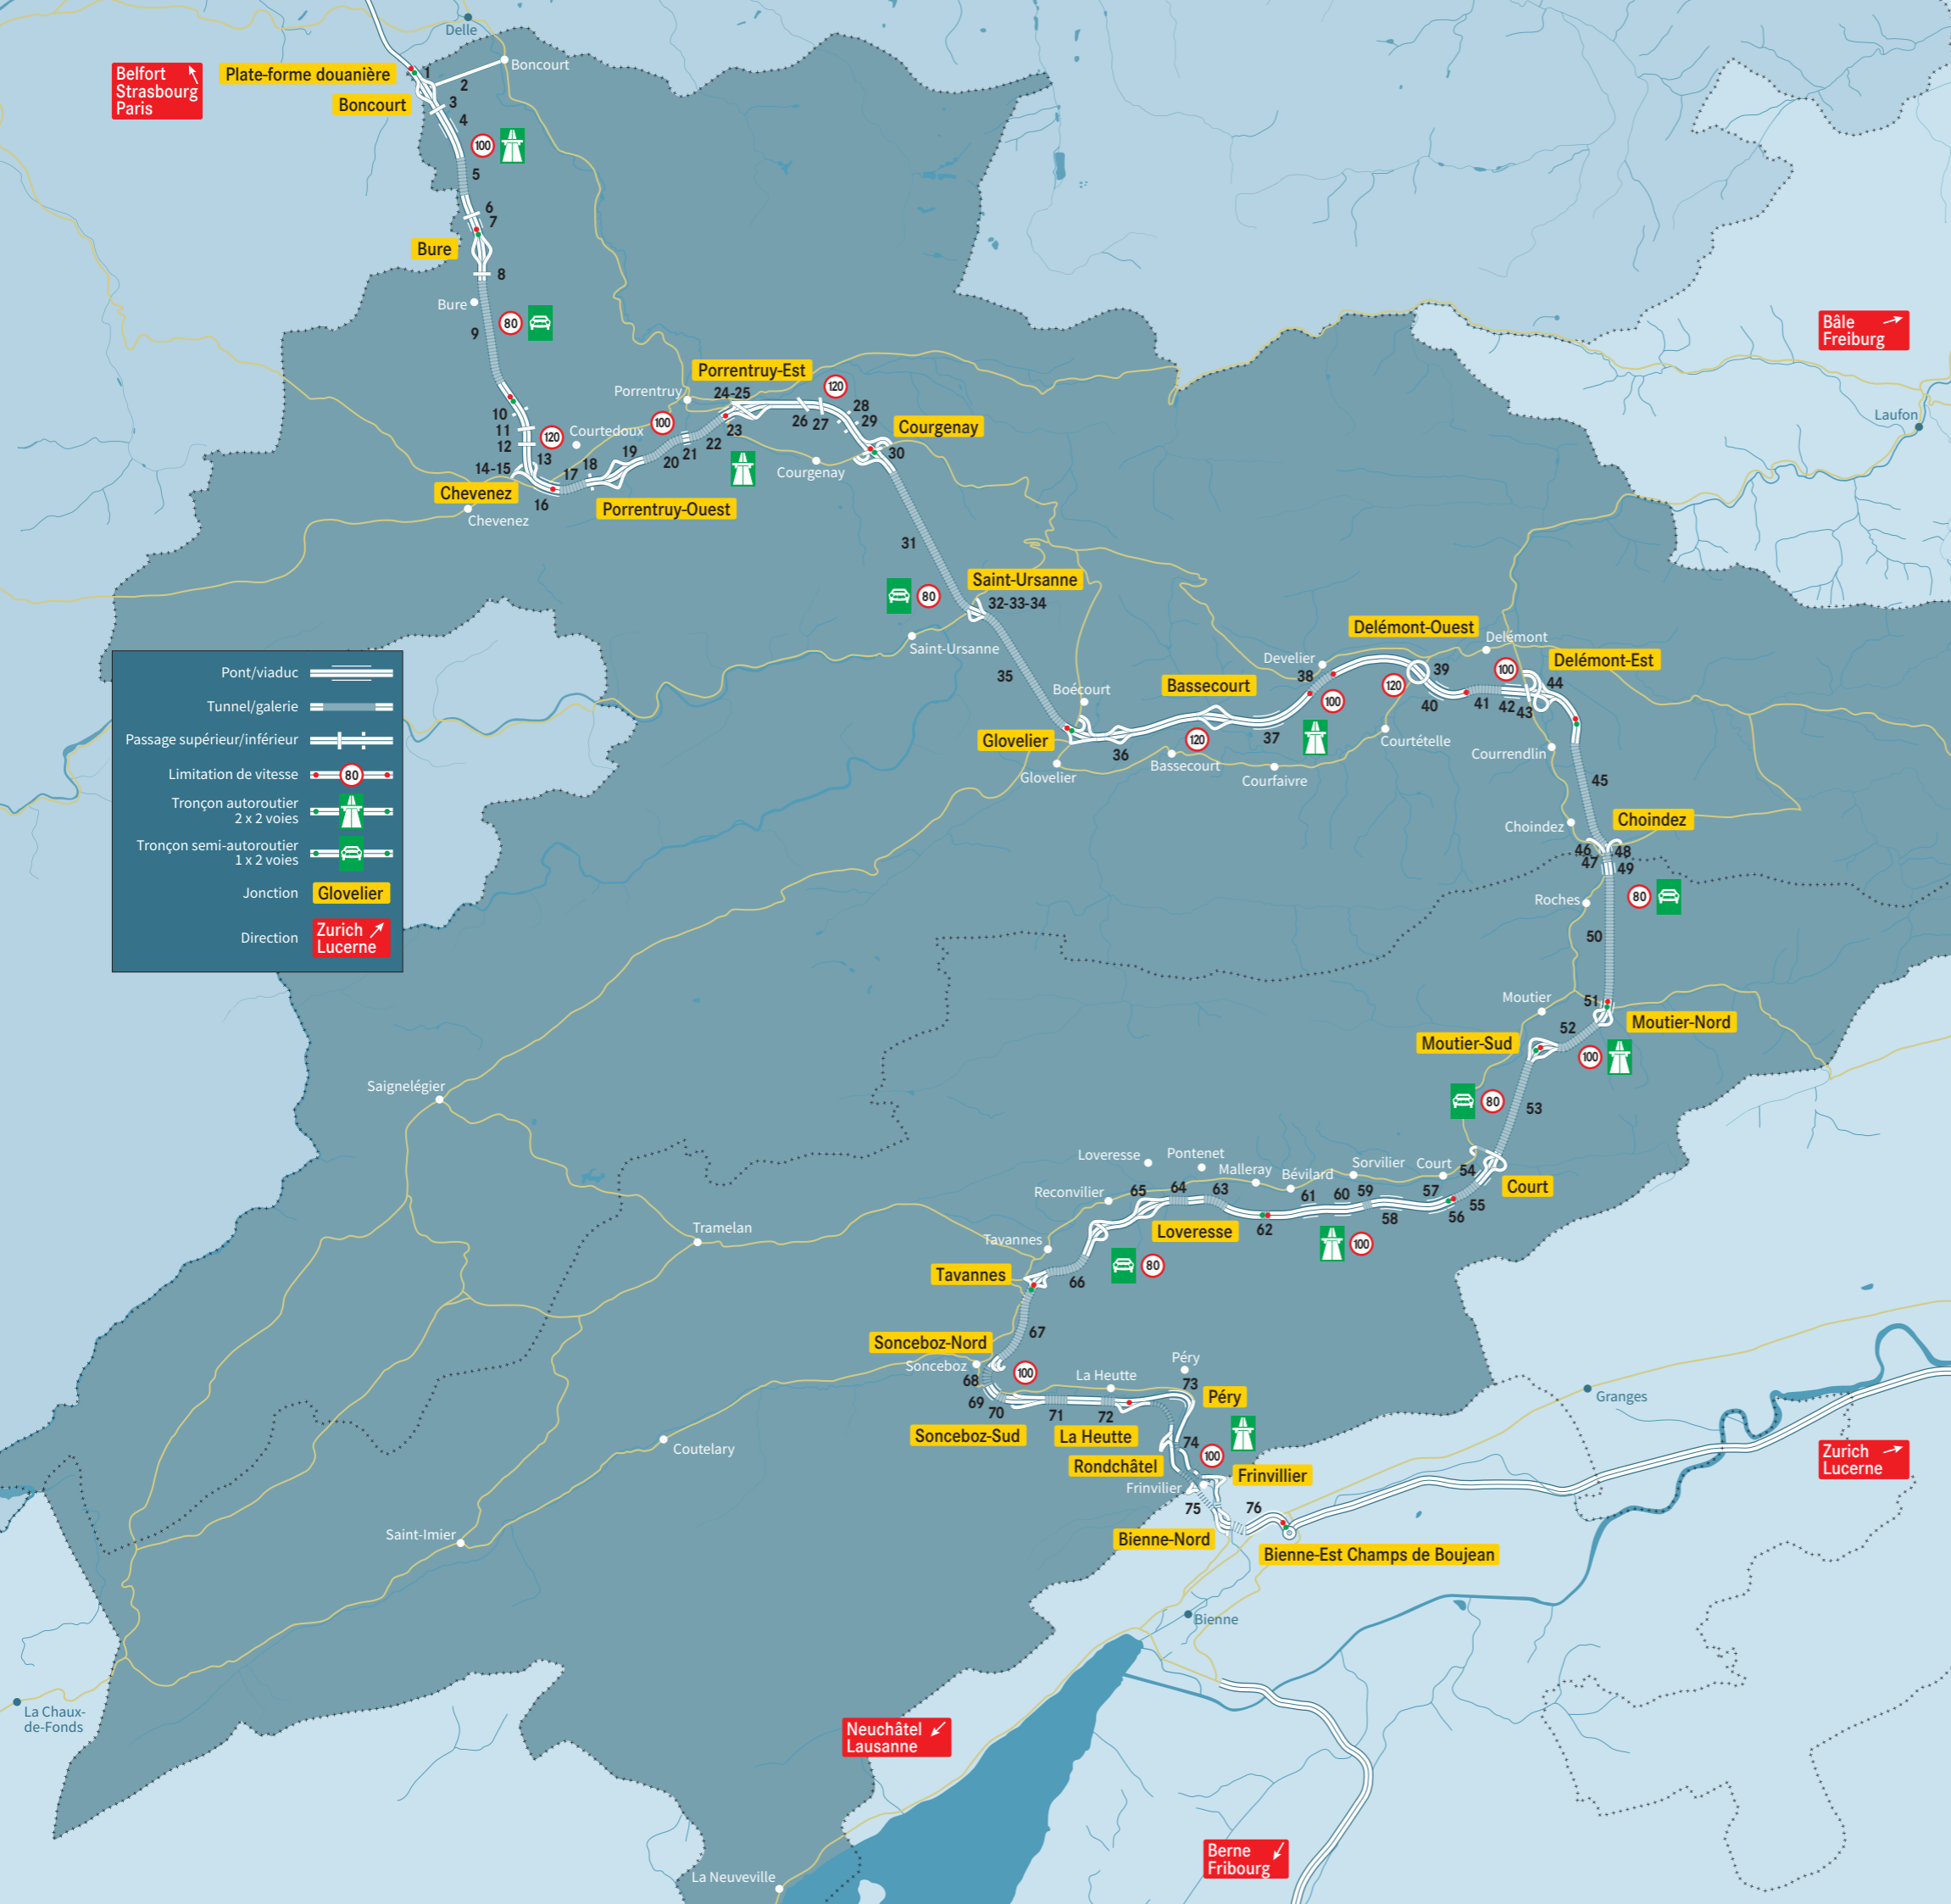 Delle
Boncourt
Belfort
Strasbourg
Paris
Plate-forme douanière
1
2
Boncourt
3
4
100
5
6
7
Bure
8
Bure
9
80
Bâle
Freiburg
Laufon
Porrentruy-Est
120
Porrentruy
24-25
28
29
26 27
10
11
12
120
Courtedoux
100
23
22
21
20
19
18
17
13
14-15
16
Courgenay
30
Courgenay
Chevenez
Chevenez
Porrentruy-Ouest
31
Saint-Ursanne
80
32-33-34
Saint-Ursanne
35
Delémont-Ouest
Delémont
Develier
38
39
100
Delémont-Est
44
Boécourt
Bassecourt
120
100
40
41
42
43
Glovelier
36
120
37
Courtételle
Courrendlin
Glovelier
Bassecourt
Courfaivre
45
Pont/viaduc
Tunnel/galerie
Passage supérieur/inférieur
Limitation de vitesse
80
Tronçon autoroutier
2 x 2 voies
Tronçon semi-autoroutier
1 x 2 voies
Jonction
Glovelier
Direction
Zurich
Lucerne
Choindez
Choindez
46
47
48
49
80
Roches
50
Moutier
51
Moutier-Nord
52
Moutier-Sud
100
80
53
Saignelégier
Loveresse
Pontenet
Malleray
Bévilard
Sorvilier
Court
54
Court
Reconvilier
65
64
63
61
60
59
57
55
56
58
62
Loveresse
100
Tramelan
Tavannes
80
Tavannes
66
67
Sonceboz-Nord
Sonceboz
100
68
69
70
La Heutte
Péry
73
Péry
71
72
Sonceboz-Sud
La Heutte
74
Rondchâtel
100
Frinvillier
Frinvilier
75
76
Bienne-Nord
Bienne-Est Champs de Boujean
Granges
Zurich
Lucerne
Coutelary
Saint-Imier
Bienne
La Chaux-
de-Fonds
Neuchâtel
Lausanne
Berne
Fribourg
La Neuveville